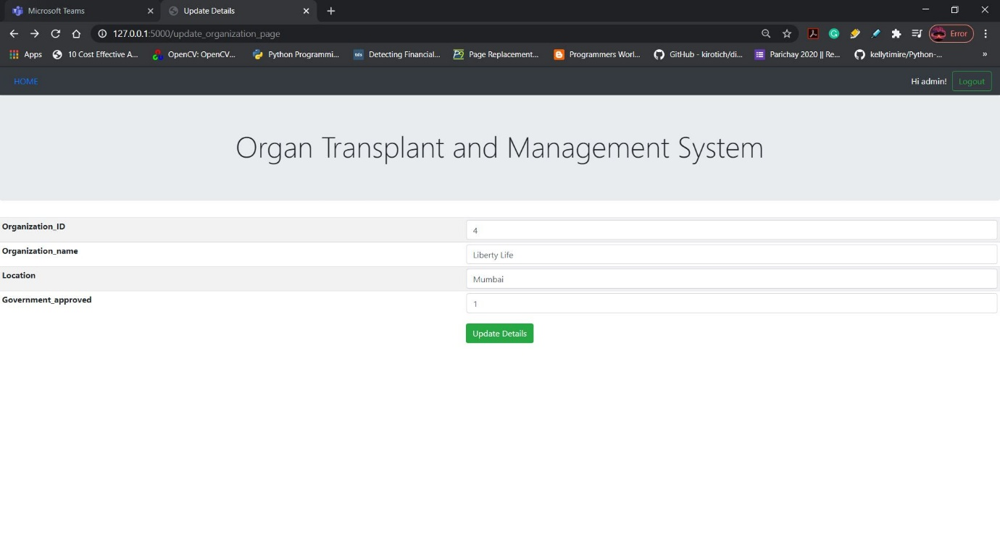 Microsoft Teams
Update Details
127.0.0.1:5000/update_organization_page
Error
Apps
10 Cost Effective A...
OpenCV: OpenCV...
Python Programmi...
tds
Detecting Financial...
Page Replacement...
Programmers Worl...
GitHub - kirotich/di...
Parichay 2020 || Re...
kellytimire/Python-...
»
HOME
Hi admin!
Logout
Organ Transplant and Management System
Organization_ID
4
Organization_name
Liberty Life
Location
Mumbai
Government_approved
1
Update Details